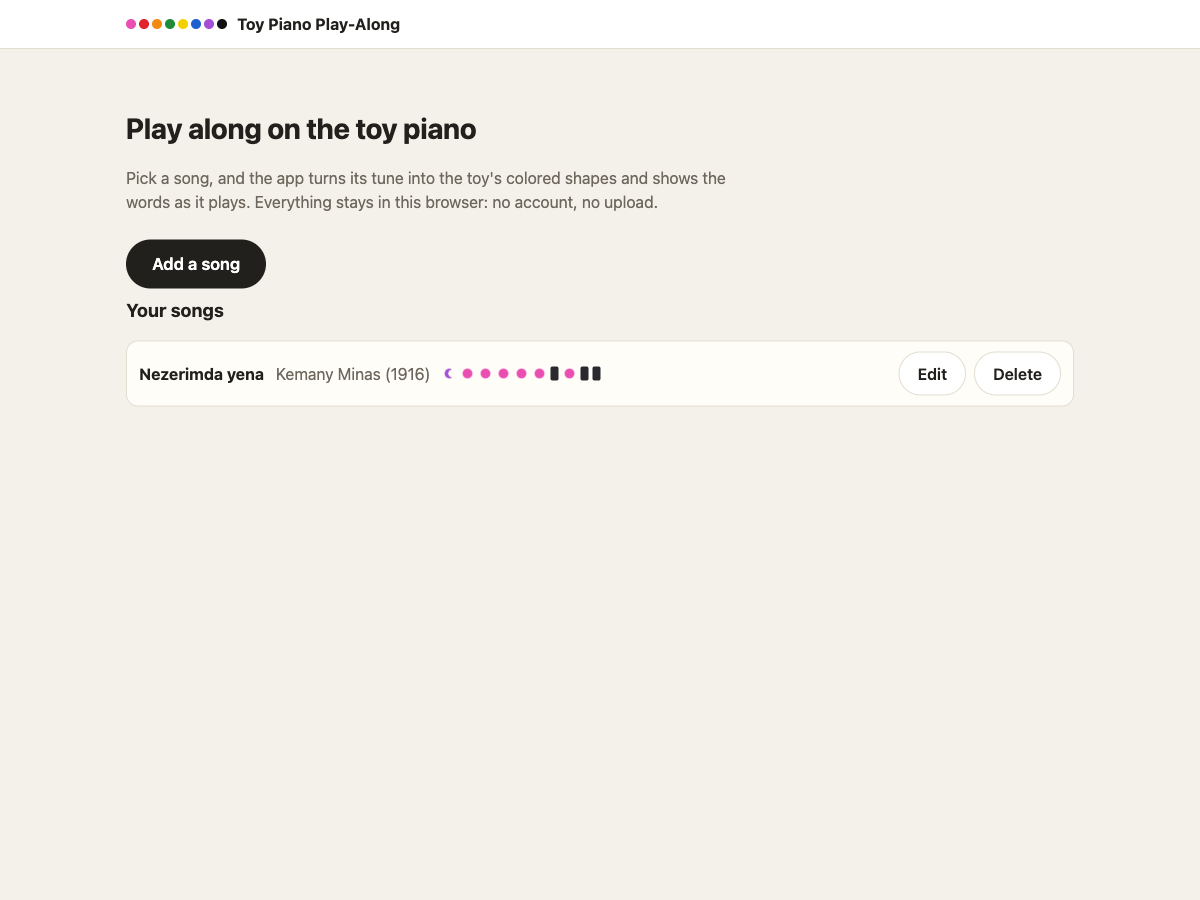 Toy Piano Play-Along
Play along on the toy piano
Pick a song, and the app turns its tune into the toy's colored shapes and shows the
words as it plays. Everything stays in this browser: no account, no upload.
Add a song
Your songs
Nezerimda yena Kemany Minas (1916) Edit Delete